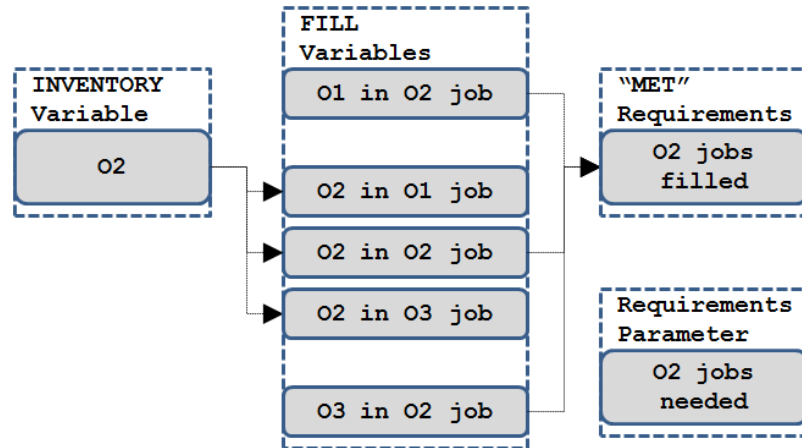 INVENTORY
Variable
O2
FILL
Variables
O1 in O2 job
O2 in O1 job
O2 in O2 job
O2 in O3 job
O3 in O2 job
“MET”
Requirements
O2 jobs
filled
Requirements
Parameter
O2 jobs
needed